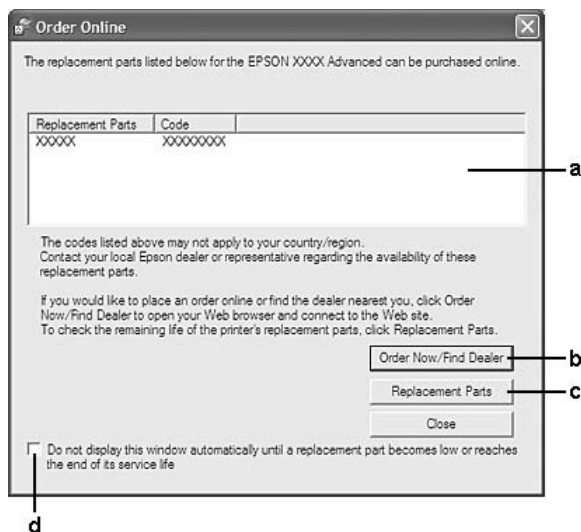 Order Online
The replacement parts listed below for the EPSON XXXX Advanced can be purchased online.
Replacement Parts Code
XXXXX XXXXXXXX
a
The codes listed above may not apply to your country/region.
Contact your local Epson dealer or representative regarding the availability of these
replacement parts.
If you would like to place an order online or find the dealer nearest you, click Order
Now/Find Dealer to open your Web browser and connect to the Web site.
To check the remaining life of the printer's replacement parts, click Replacement Parts.
Order Now/Find Dealer
b
Replacement Parts
c
Close
Do not display this window automatically until a replacement part becomes low or reaches
the end of its service life
d